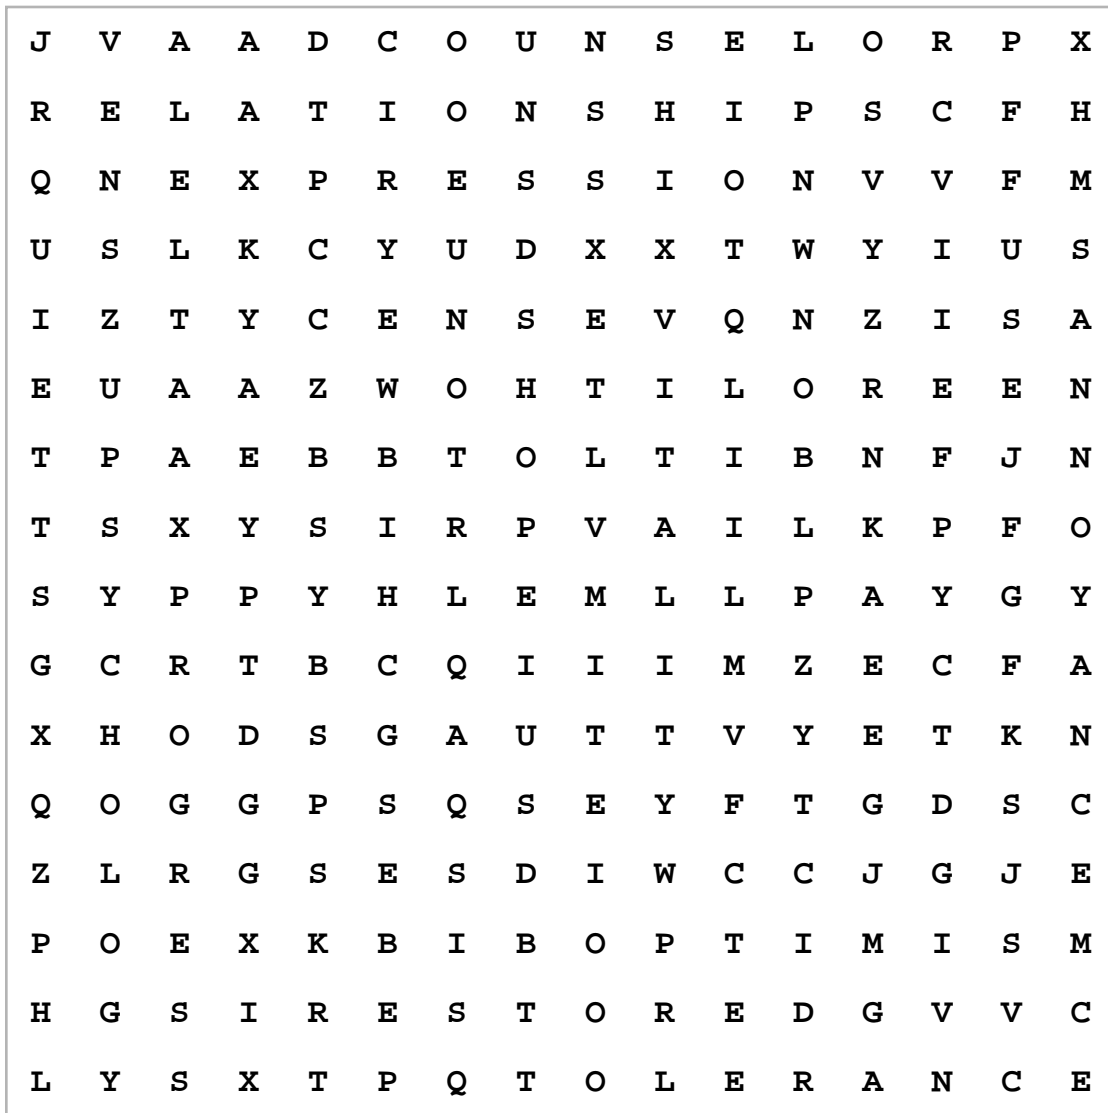 J V A A D C O U N S E L O R P X
R E L A T I O N S H I P S C F H
Q N E X P R E S S I O N V V F M
U S L K C Y U D X X T W Y I U S
I Z T Y C E N S E V Q N Z I S A
E U A A Z W O H T I L O R E E N
T P A E B B T O L T I B N F J N
T S X Y S I R P V A I L K P F O
S Y P P Y H L E M L L P A Y G Y
G C R T B C Q I I I M Z E C F A
X H O D S G A U T T V Y E T K N
Q O G G P S Q S E Y F T G D S C
Z L R G S E S D I W C C J G J E
P O E X K B I B O P T I M I S M
H G S I R E S T O R E D G V V C
L Y S X T P Q T O L E R A N C E